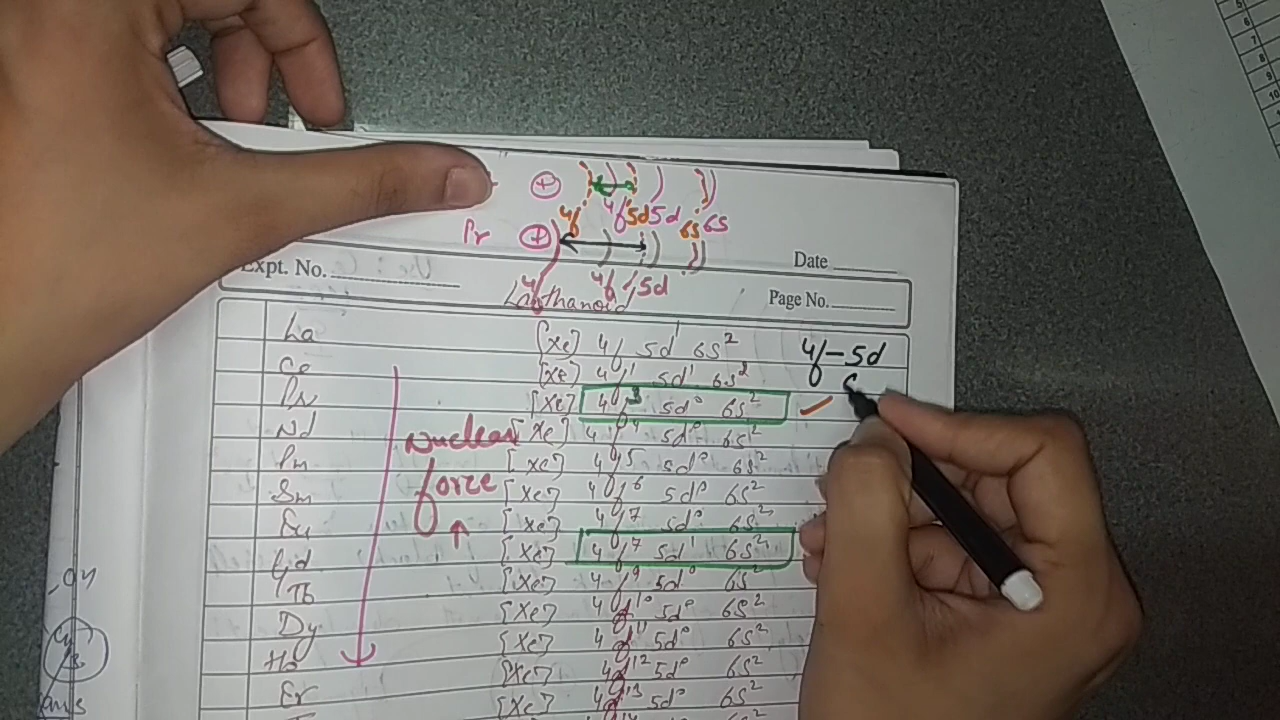 4f 4f 5d 5d 6s 6s
Pr
4f 4f 5d
Date
Expt. No.
Page No.
Lanthanoid
La [Xe] 4f 5d¹ 6s² 4f-5d
Ce [Xe] 4f¹ 5d¹ 6s²
Pr [Xe] 4f³ 5d⁰ 6s²
Nd [Xe] 4f⁴ 5d⁰ 6s²
Pm [Xe] 4f⁵ 5d⁰ 6s²
Sm [Xe] 4f⁶ 5d⁰ 6s²
Eu [Xe] 4f⁷ 5d⁰ 6s²
Gd [Xe] 4f⁷ 5d¹ 6s²
Tb [Xe] 4f⁹ 5d⁰ 6s²
Dy [Xe] 4f¹⁰ 5d⁰ 6s²
Ho [Xe] 4f¹¹ 5d⁰ 6s²
Er [Xe] 4f¹² 5d⁰ 6s²
[Xe] 4f¹³ 5d⁰ 6s²
Nuclear
force ↑